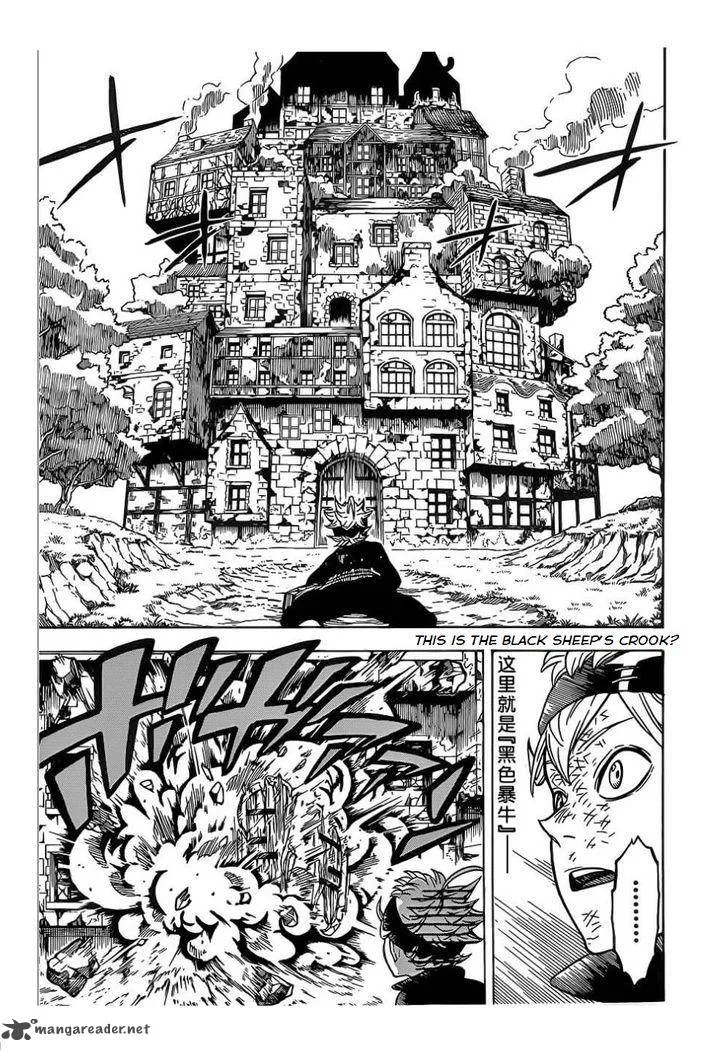 THIS IS THE BLACK SHEEP'S CROOK?
这里就是『黑色暴牛』——
…………
mangareader.net